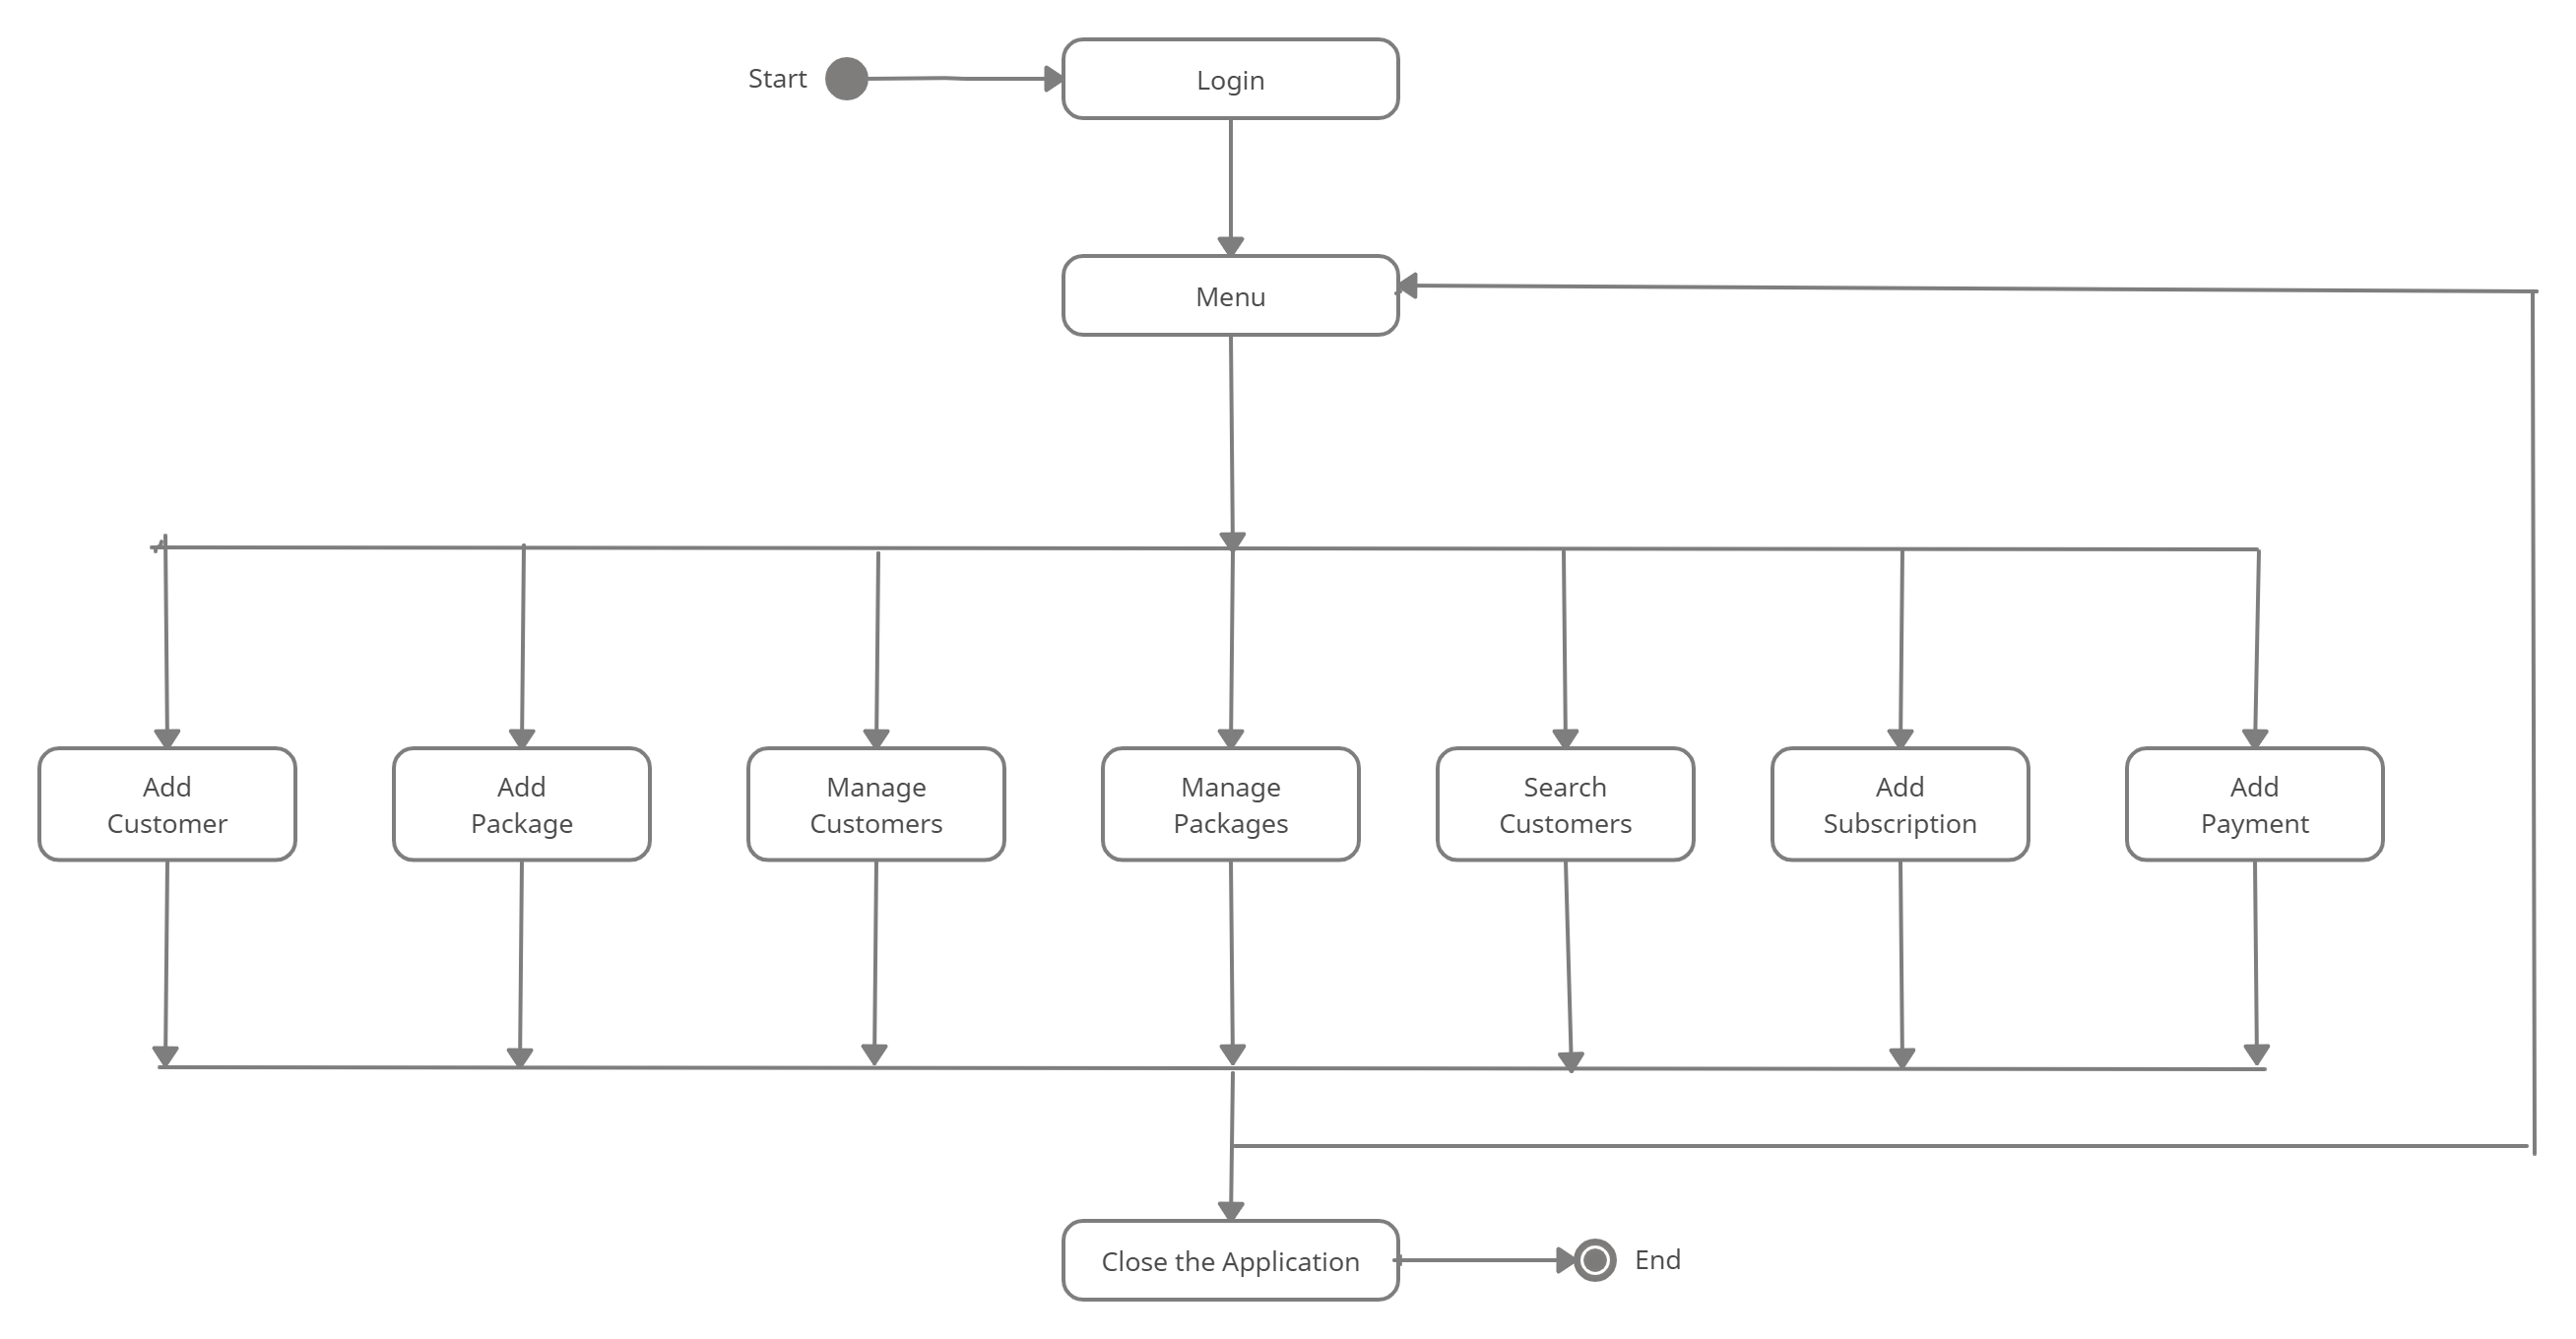 Start
Login
Menu
Add
Customer
Add
Package
Manage
Customers
Manage
Packages
Search
Customers
Add
Subscription
Add
Payment
Close the Application
End